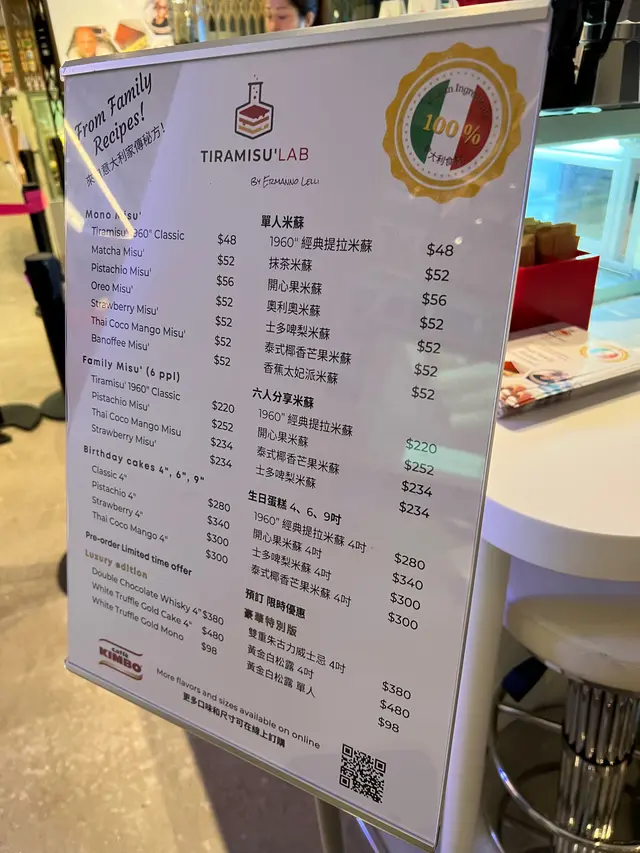 From Family
Recipes!
意大利家傳秘方!
TIRAMISU'LAB
BY ERMANNO LELLI
100%
Mono Misu'
Tiramisu' 1960" Classic $48
Matcha Misu' $52
Pistachio Misu' $56
Oreo Misu' $52
Strawberry Misu' $52
Thai Coco Mango Misu' $52
Banoffee Misu' $52
Family Misu' (6 ppl)
Tiramisu' 1960" Classic $220
Pistachio Misu' $252
Thai Coco Mango Misu $234
Strawberry Misu' $234
Birthday cakes 4", 6", 9"
Classic 4" $280
Pistachio 4" $340
Strawberry 4" $300
Thai Coco Mango 4" $300
Pre-order Limited time offer
Luxury edition
Double Chocolate Whisky 4" $380
White Truffle Gold Cake 4" $480
White Truffle Gold Mono $98
單人米蘇
1960" 經典提拉米蘇 $48
抹茶米蘇 $52
開心果米蘇 $56
奧利奧米蘇 $52
士多啤梨米蘇 $52
泰式椰香芒果米蘇 $52
香蕉太妃派米蘇 $52
六人分享米蘇
1960" 經典提拉米蘇 $220
開心果米蘇 $252
泰式椰香芒果米蘇 $234
士多啤梨米蘇 $234
生日蛋糕 4、6、9吋
1960" 經典提拉米蘇 4吋 $280
開心果米蘇 4吋 $340
士多啤梨米蘇 4吋 $300
泰式椰香芒果米蘇 4吋 $300
預訂 限時優惠
豪華特別版
雙重朱古力威士忌 4吋 $380
黃金白松露 4吋 $480
黃金白松露 單人 $98
Caffè
KIMBO
More flavors and sizes available on online
更多口味和尺寸可在線上訂購